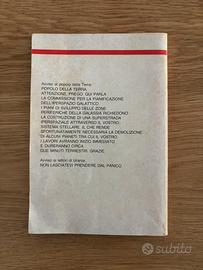 Avviso al popolo della Terra:
POPOLO DELLA TERRA,
ATTENZIONE, PREGO. QUI PARLA
LA COMMISSIONE PER LA PIANIFICAZIONE
DELL'IPERSPAZIO GALATTICO.
I PIANI DI SVILUPPO DELLE ZONE
PERIFERICHE DELLA GALASSIA RICHIEDONO
LA COSTRUZIONE DI UNA SUPERSTRADA
IPERSPAZIALE ATTRAVERSO IL VOSTRO
SISTEMA STELLARE, IL CHE RENDE
SFORTUNATAMENTE NECESSARIA LA DEMOLIZIONE
DI ALCUNI PIANETI TRA CUI IL VOSTRO.
I LAVORI AVRANNO INIZIO IMMEDIATO
E DURERANNO CIRCA
DUE MINUTI TERRESTRI. GRAZIE.
Avviso ai lettori di Urania:
NON LASCIATEVI PRENDERE DAL PANICO.
subito